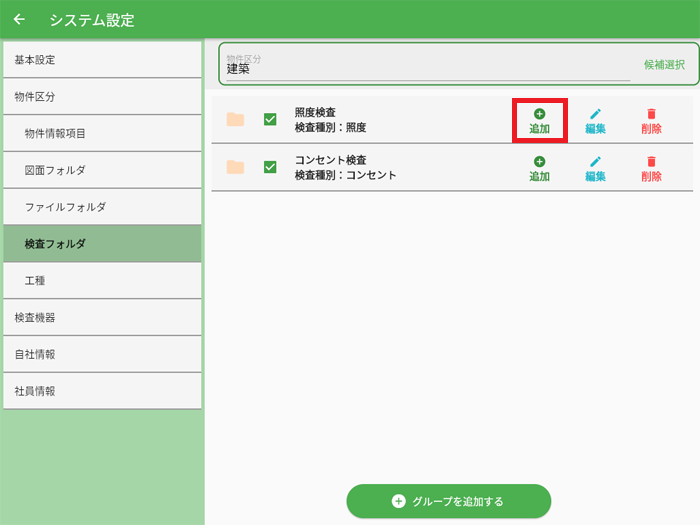 システム設定
基本設定
物件区分
物件情報項目
図面フォルダ
ファイルフォルダ
検査フォルダ
工種
検査機器
自社情報
社員情報
物件区分
建築
候補選択
照度検査
検査種別：照度
追加
編集
削除
コンセント検査
検査種別：コンセント
追加
編集
削除
グループを追加する